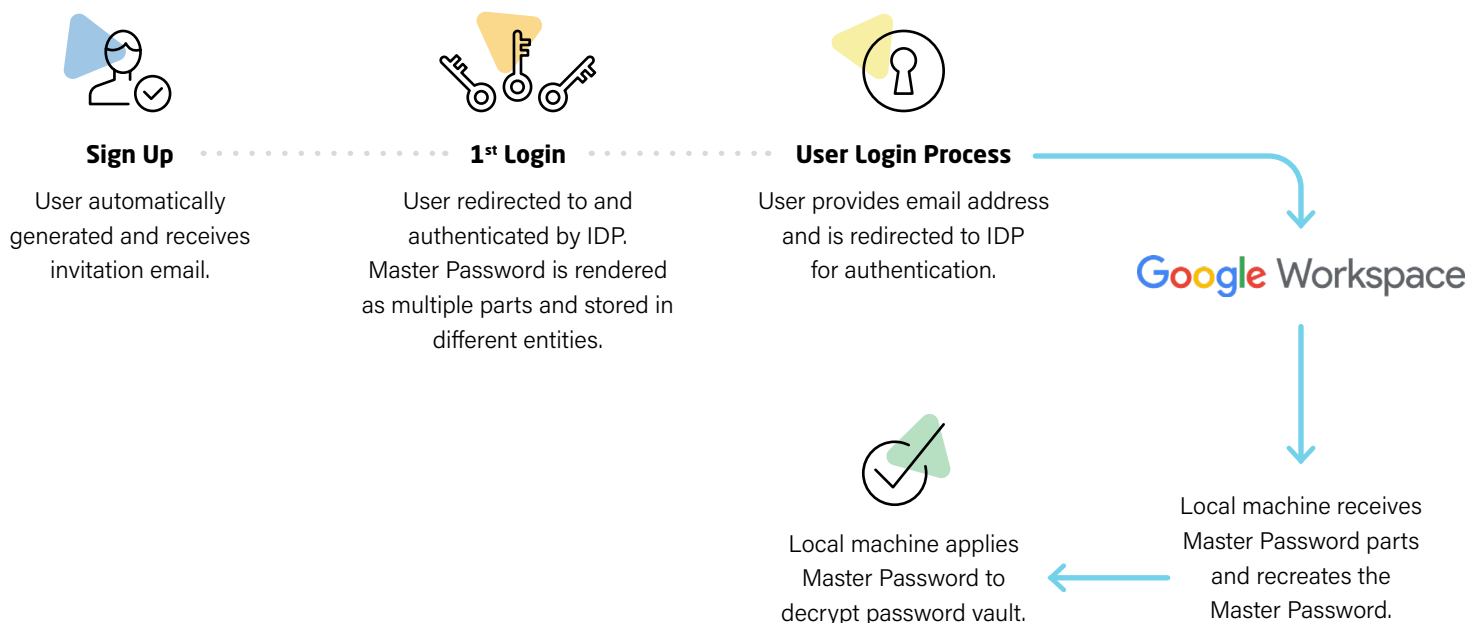 Sign Up
User automatically
generated and receives
invitation email.
1st Login
User redirected to and
authenticated by IDP.
Master Password is rendered
as multiple parts and stored in
different entities.
User Login Process
User provides email address
and is redirected to IDP
for authentication.
Google Workspace
Local machine receives
Master Password parts
and recreates the
Master Password.
Local machine applies
Master Password to
decrypt password vault.